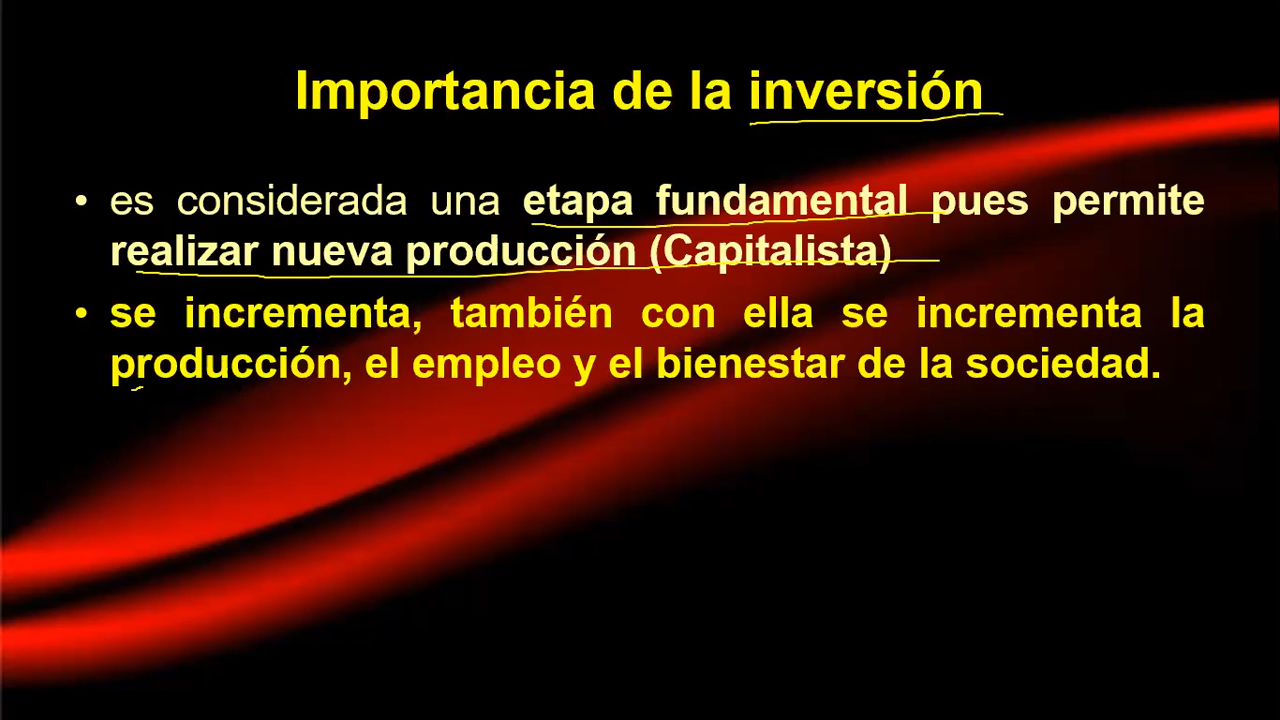 Importancia de la inversión
• es considerada una etapa fundamental pues permite
realizar nueva producción (Capitalista)
• se incrementa, también con ella se incrementa la
producción, el empleo y el bienestar de la sociedad.